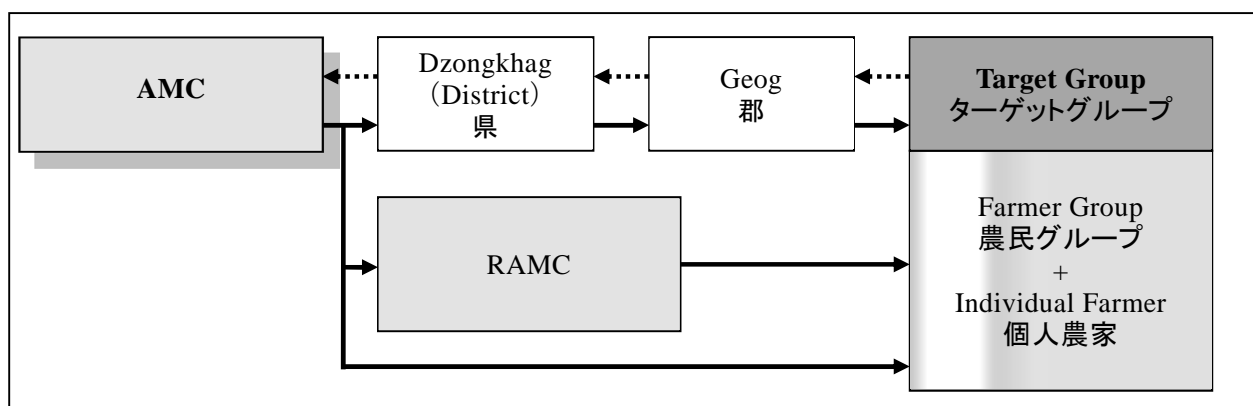 AMC
Dzongkhag
（District）
県
Geog
郡
Target Group
ターゲットグループ
RAMC
Farmer Group
農民グループ
+
Individual Farmer
個人農家